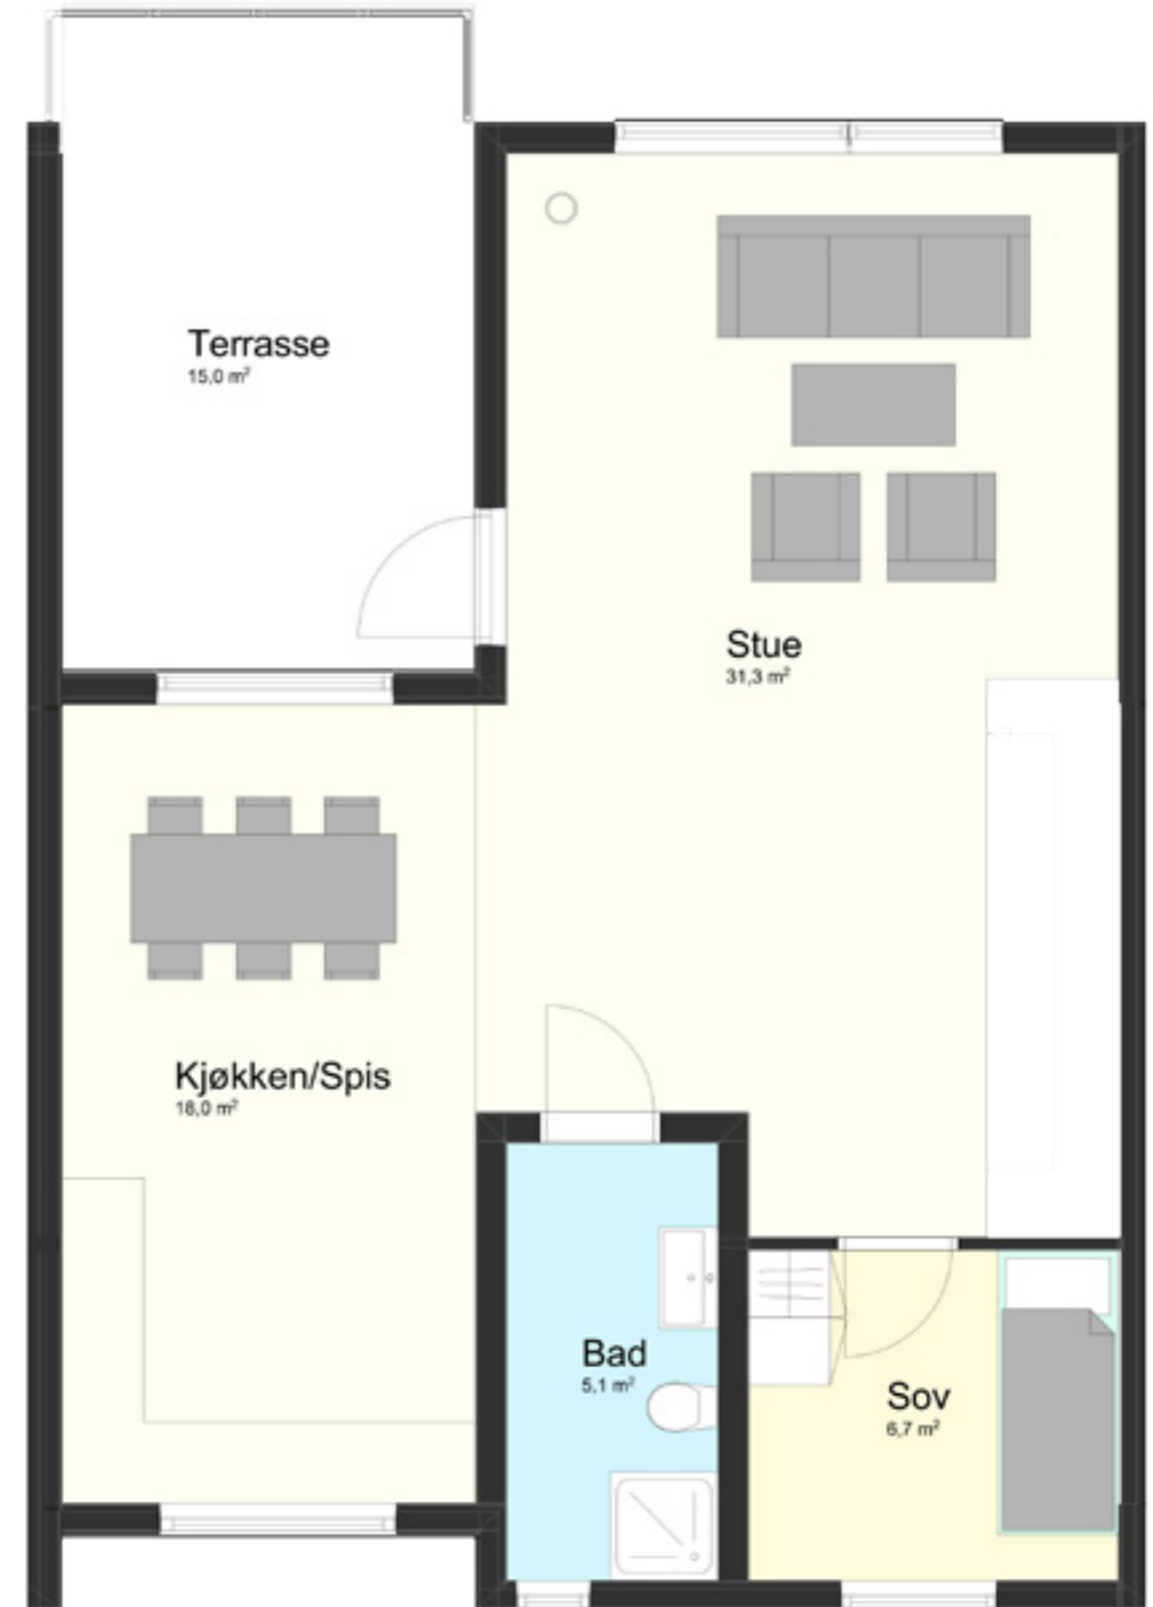 Terrasse
15,0 m²
Stue
31,3 m²
Kjøkken/Spis
18,0 m²
Bad
5,1 m²
Sov
6,7 m²